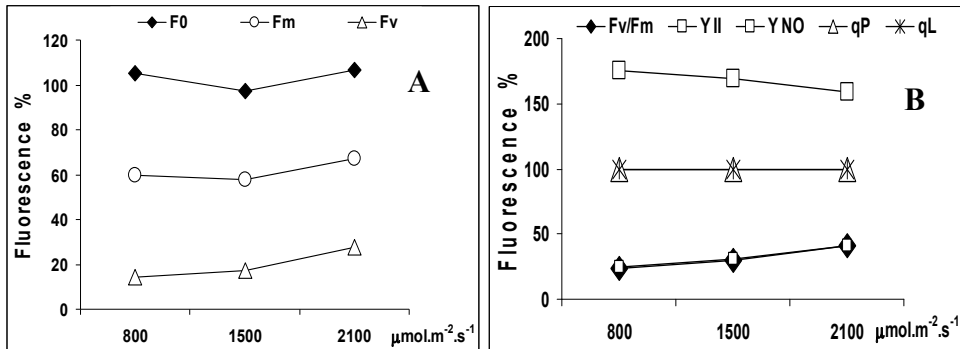 F0 Fm Fv
Fluorescence %
120
100
80
60
40
20
0
A
800 1500 2100 µmol.m⁻².s⁻¹
Fv/Fm Y II Y NO qP qL
Fluorescence %
200
150
100
50
0
B
800 1500 2100 µmol.m⁻².s⁻¹